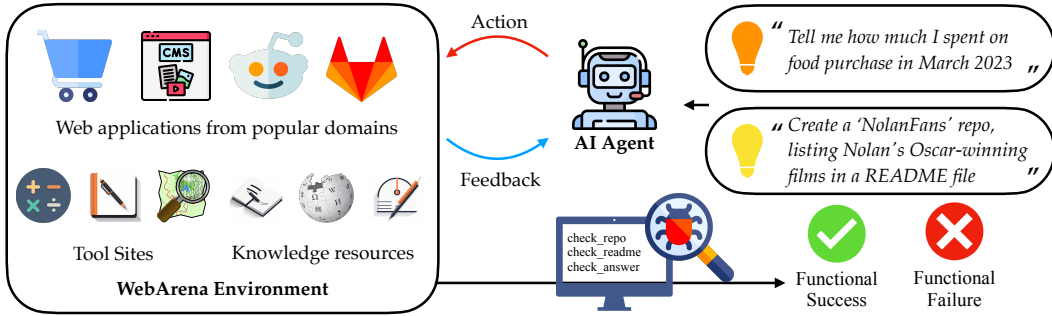 CMS
Web applications from popular domains
Tool Sites
Knowledge resources
WebArena Environment
Action
Feedback
AI Agent
“ Tell me how much I spent on
food purchase in March 2023 ”
“ Create a ‘NolanFans’ repo,
listing Nolan's Oscar-winning
films in a README file ”
check_repo
check_readme
check_answer
Functional
Success
Functional
Failure